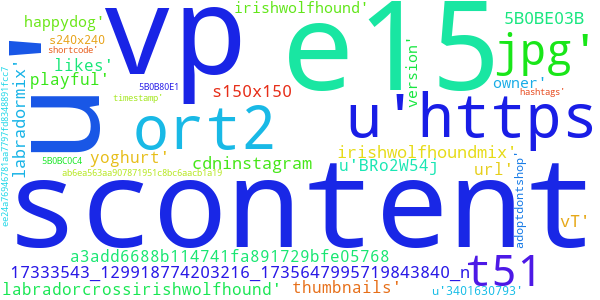 happydog'
irishwolfhound'
5B0BE03B
s240x240
shortcode'
vp
e15
jpg'
likes'
playful'
5B0B80E1
timestamp'
s150x150
version'
owner'
hashtags'
labradormix'
u'
ort2
u'https
5B0BC0C4
yoghurt'
cdninstagram
irishwolfhoundmix'
u'BRo2W54j
url'
ab6ea563aa907871951c8bc6aacb1a19
adoptdontshop'
vT'
scontent
ee24a76946781aa7797fd8348891fcc7
a3add6688b114741fa891729bfe05768
17333543_129918774203216_1735647995719843840_n
t51
labradorcrossirishwolfhound'
thumbnails'
u'3401630793'